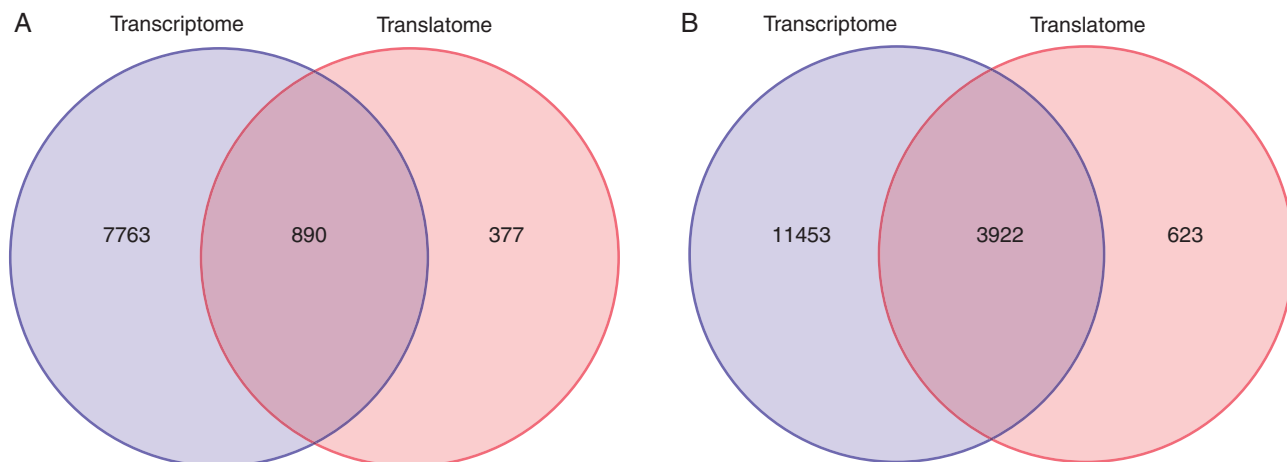 A
Transcriptome
Translatome
7763
890
377
B
Transcriptome
Translatome
11453
3922
623